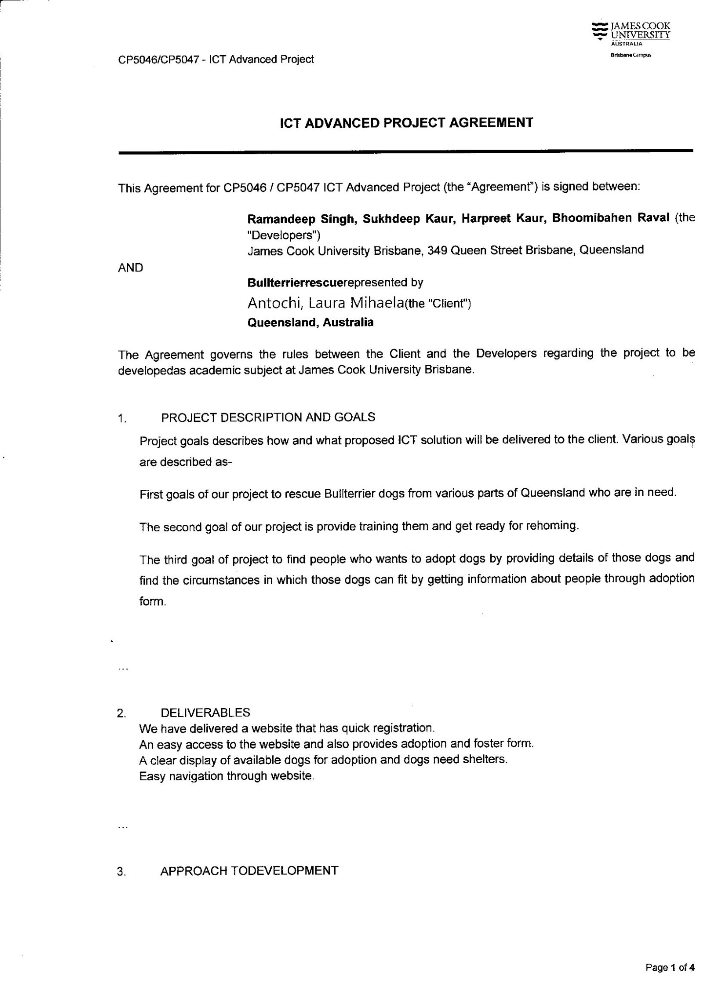 JAMES COOK
UNIVERSITY
AUSTRALIA
Brisbane Campus
CP5046/CP5047 - ICT Advanced Project
ICT ADVANCED PROJECT AGREEMENT
This Agreement for CP5046 / CP5047 ICT Advanced Project (the “Agreement”) is signed between:
Ramandeep Singh, Sukhdeep Kaur, Harpreet Kaur, Bhoomibahen Raval (the
"Developers")
James Cook University Brisbane, 349 Queen Street Brisbane, Queensland
AND
Bullterrierrescuerepresented by
Antochi, Laura Mihaela(the "Client")
Queensland, Australia
The Agreement governs the rules between the Client and the Developers regarding the project to be
developedas academic subject at James Cook University Brisbane.
1. PROJECT DESCRIPTION AND GOALS
Project goals describes how and what proposed ICT solution will be delivered to the client. Various goals
are described as-
First goals of our project to rescue Bullterrier dogs from various parts of Queensland who are in need.
The second goal of our project is provide training them and get ready for rehoming.
The third goal of project to find people who wants to adopt dogs by providing details of those dogs and
find the circumstances in which those dogs can fit by getting information about people through adoption
form.
...
2. DELIVERABLES
We have delivered a website that has quick registration.
An easy access to the website and also provides adoption and foster form.
A clear display of available dogs for adoption and dogs need shelters.
Easy navigation through website.
...
3. APPROACH TODEVELOPMENT
Page 1 of 4